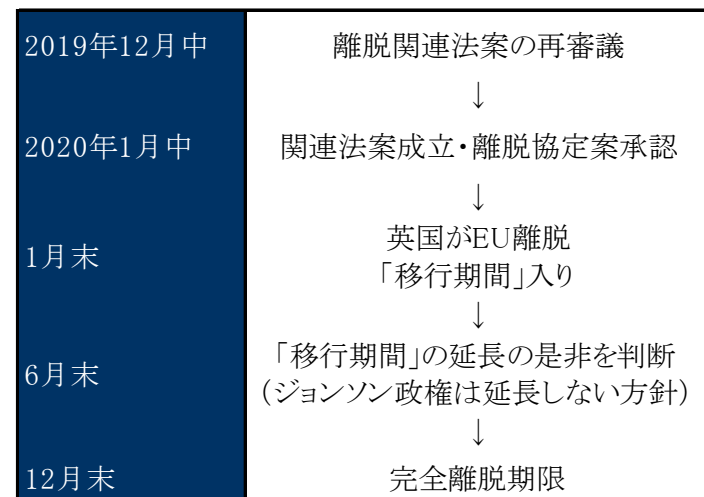 2019年12月中 離脱関連法案の再審議
↓
2020年1月中 関連法案成立・離脱協定案承認
↓
1月末 英国がEU離脱
「移行期間」入り
↓
6月末 「移行期間」の延長の是非を判断
（ジョンソン政権は延長しない方針）
↓
12月末 完全離脱期限